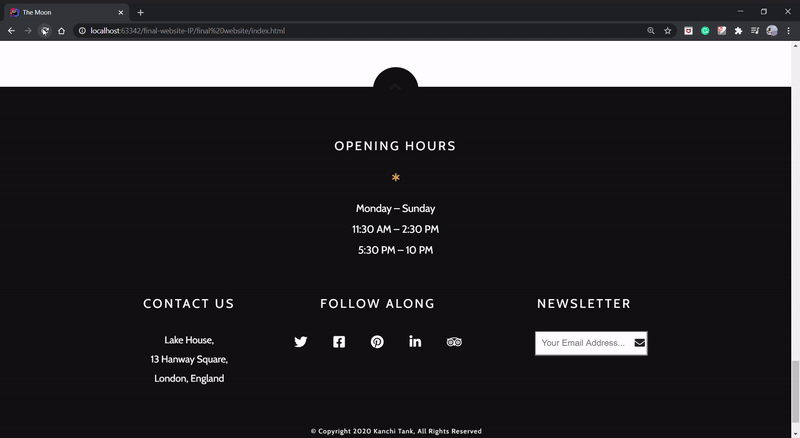 The Moon
localhost:63342/final-website-IP/final%20website/index.html
OPENING HOURS
*
Monday – Sunday
11:30 AM – 2:30 PM
5:30 PM – 10 PM
CONTACT US
Lake House,
13 Hanway Square,
London, England
FOLLOW ALONG
NEWSLETTER
Your Email Address...
© Copyright 2020 Kanchi Tank, All Rights Reserved